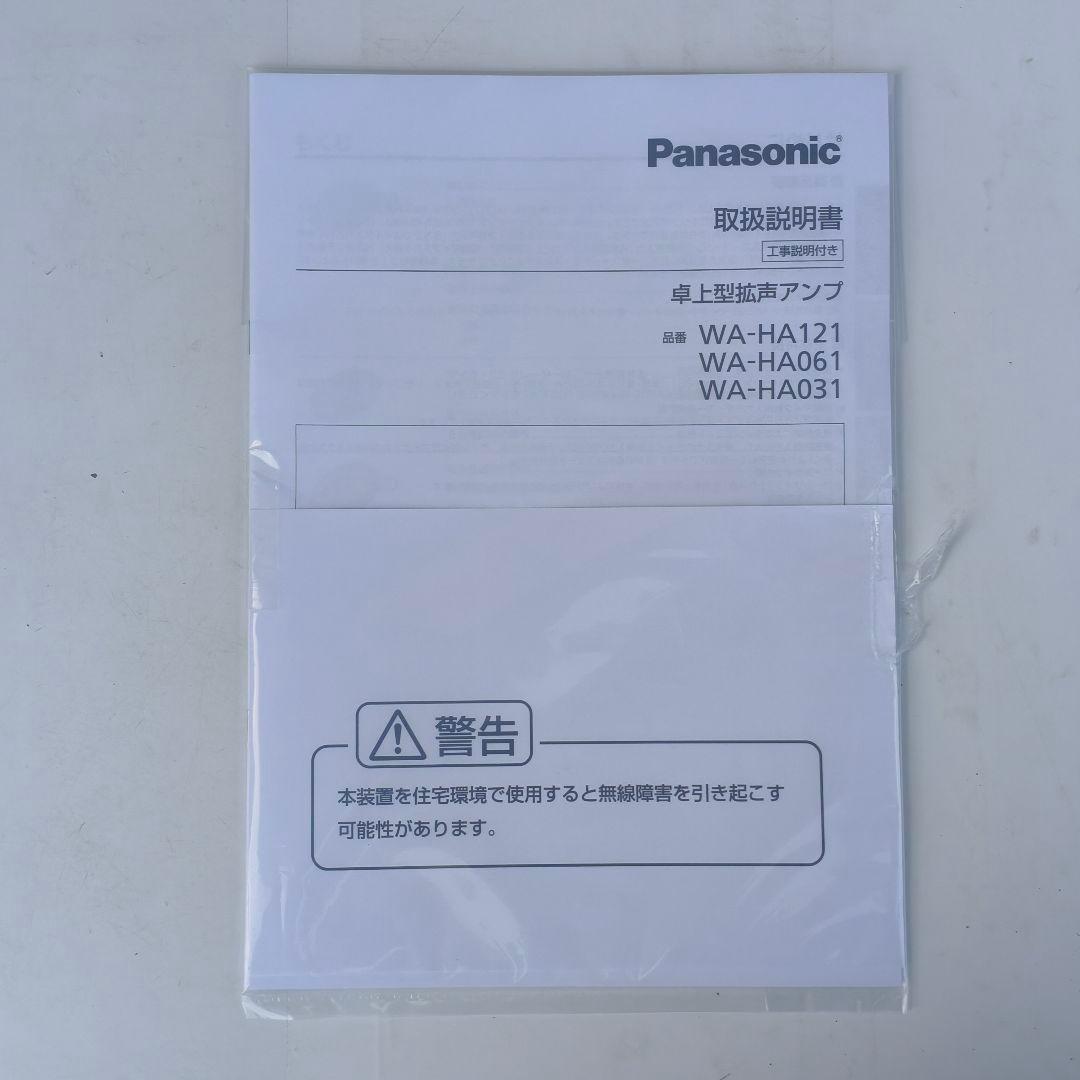 Panasonic®
取扱説明書
工事説明付き
卓上型拡声アンプ
品番 WA-HA121
WA-HA061
WA-HA031
警告
本装置を住宅環境で使用すると無線障害を引き起こす
可能性があります。